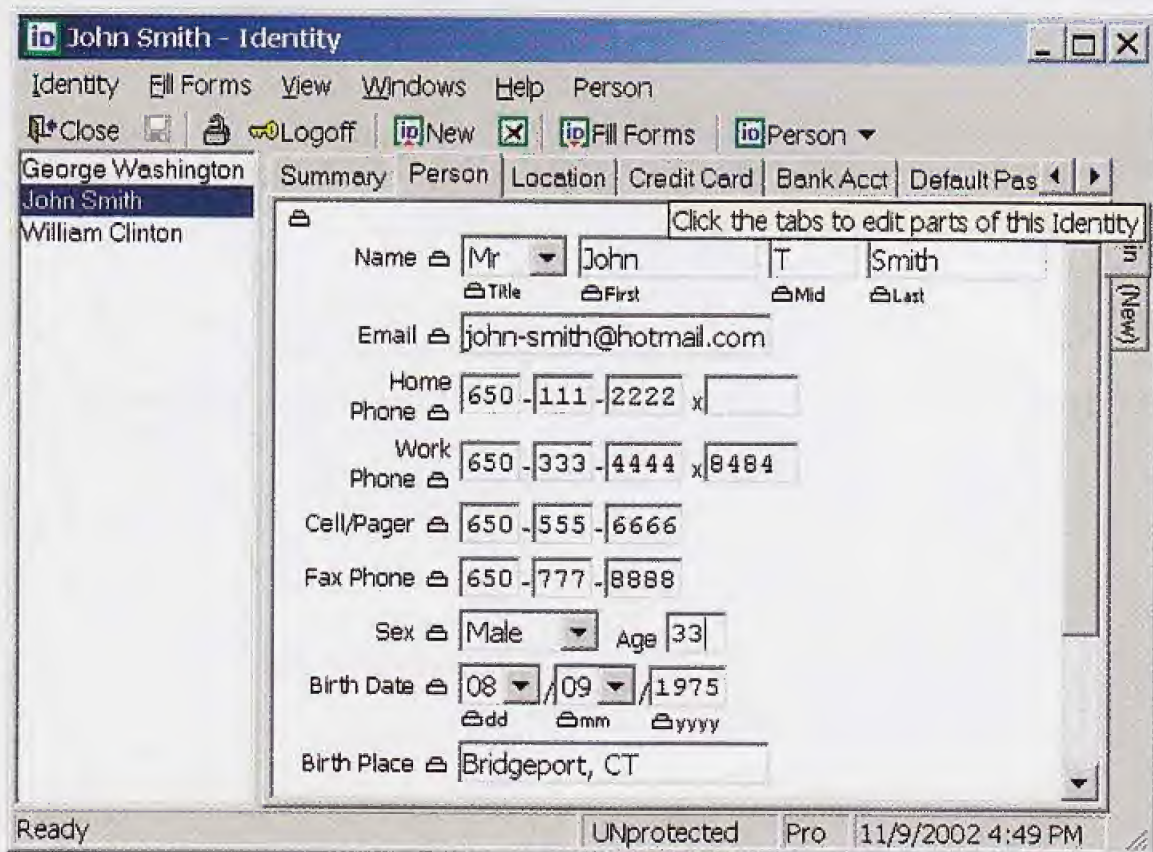 iD John Smith - Identity
Identity Fill Forms View Windows Help Person
Close Logoff New Fill Forms Person
George Washington
John Smith
William Clinton
Summary Person Location Credit Card Bank Acct Default Pas
Click the tabs to edit parts of this Identity
in
(New)
Name Mr John T Smith
Title First Mid Last
Email john-smith@hotmail.com
Home
Phone 650 - 111 - 2222 x
Work
Phone 650 - 333 - 4444 x 8484
Cell/Pager 650 - 555 - 6666
Fax Phone 650 - 777 - 8888
Sex Male Age 33
Birth Date 08 / 09 / 1975
dd mm yyyy
Birth Place Bridgeport, CT
Ready UNprotected Pro 11/9/2002 4:49 PM